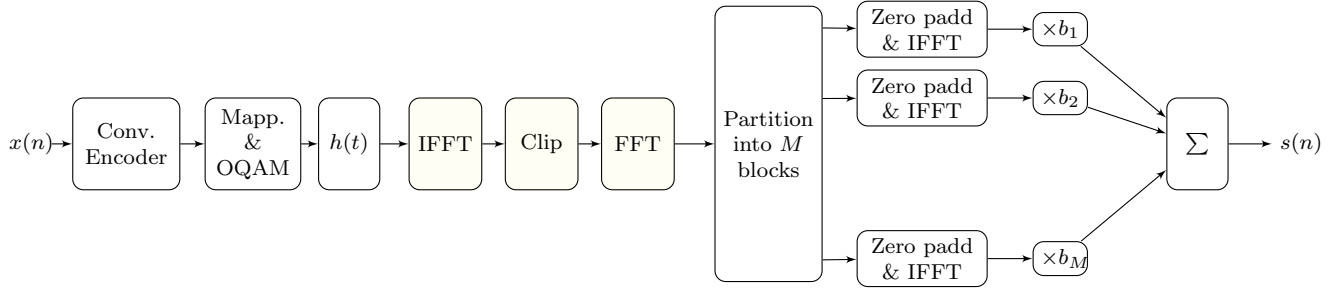 x(n)
Conv.
Encoder
Mapp.
&
OQAM
h(t)
IFFT
Clip
FFT
Partition
into M
blocks
Zero padd
& IFFT
×b₁
Zero padd
& IFFT
×b₂
Zero padd
& IFFT
×b_M
Σ
s(n)